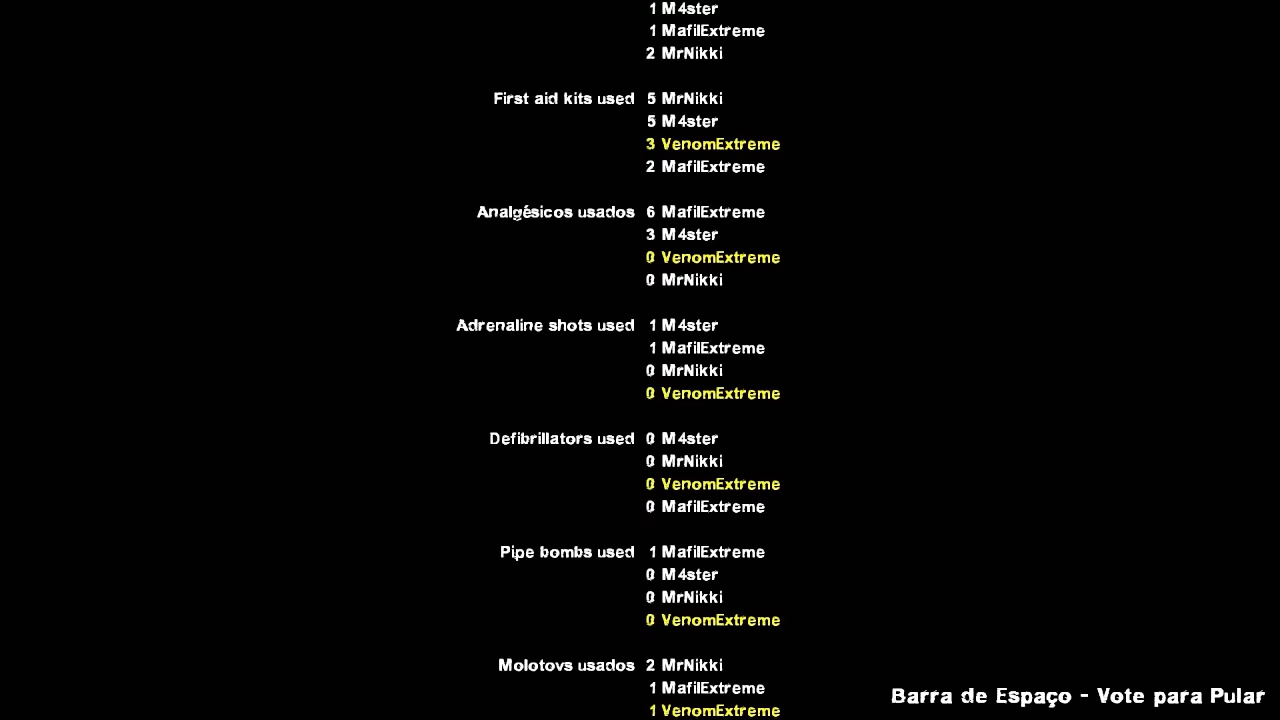 1 M4ster
1 MafilExtreme
2 MrNikki
First aid kits used 5 MrNikki
5 M4ster
3 VenomExtreme
2 MafilExtreme
Analgésicos usados 6 MafilExtreme
3 M4ster
0 VenomExtreme
0 MrNikki
Adrenaline shots used 1 M4ster
1 MafilExtreme
0 MrNikki
0 VenomExtreme
Defibrillators used 0 M4ster
0 MrNikki
0 VenomExtreme
0 MafilExtreme
Pipe bombs used 1 MafilExtreme
0 M4ster
0 MrNikki
0 VenomExtreme
Molotovs usados 2 MrNikki
1 MafilExtreme
1 VenomExtreme
Barra de Espaço - Vote para Pular